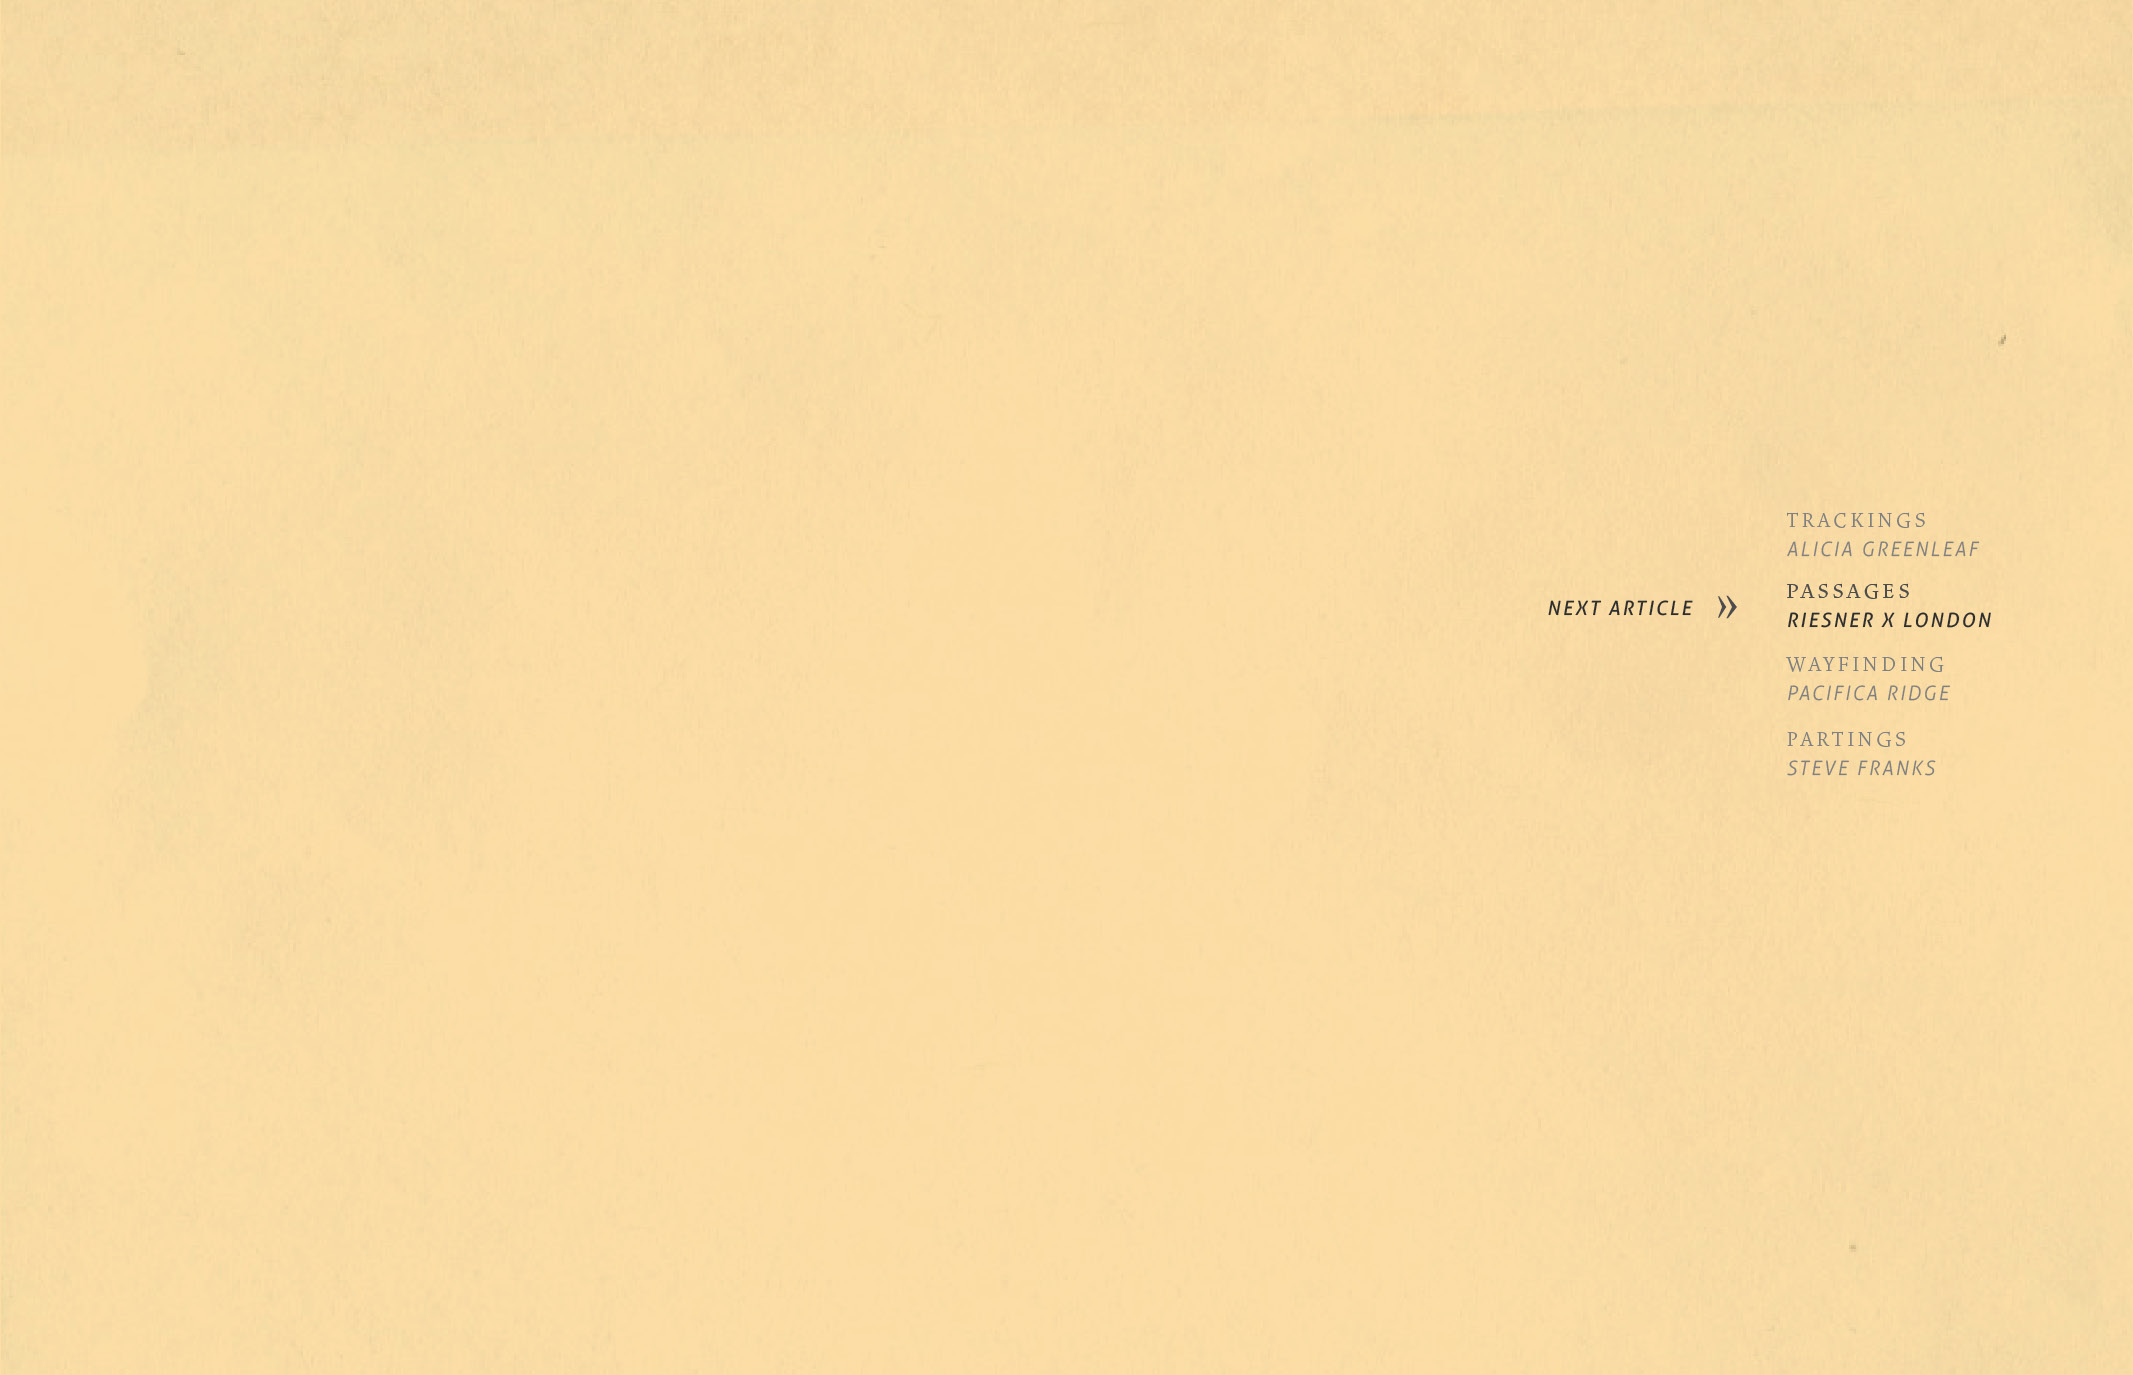 TRACKINGS
ALICIA GREENLEAF
NEXT ARTICLE »
PASSAGES
RIESNER X LONDON
WAYFINDING
PACIFICA RIDGE
PARTINGS
STEVE FRANKS